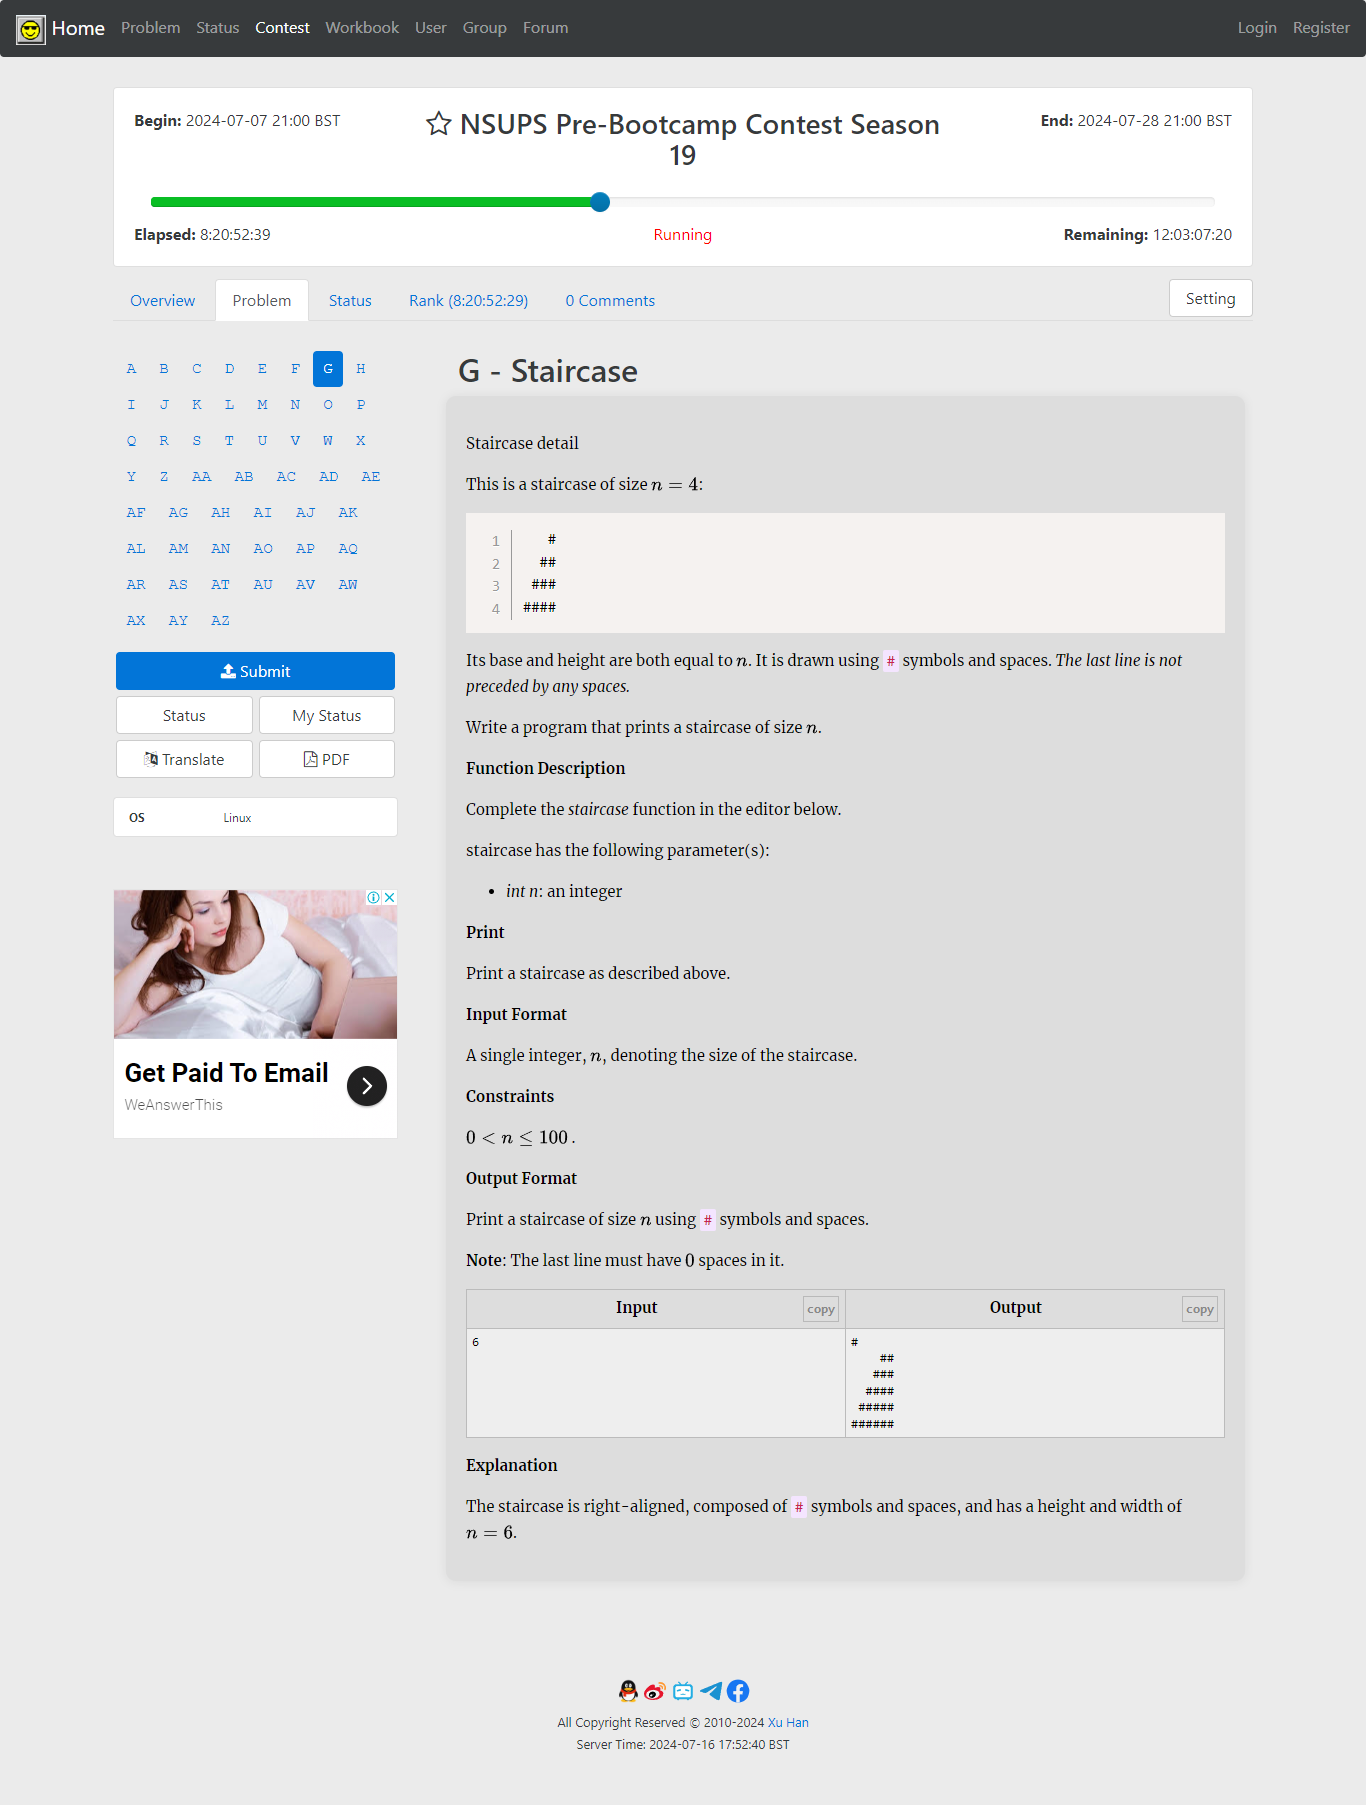 Home Problem Status Contest Workbook User Group Forum Login Register
Begin: 2024-07-07 21:00 BST
NSUPS Pre-Bootcamp Contest Season
19
End: 2024-07-28 21:00 BST
Elapsed: 8:20:52:39
Running
Remaining: 12:03:07:20
Overview Problem Status Rank (8:20:52:29) 0 Comments Setting
A B C D E F G H
I J K L M N O P
Q R S T U V W X
Y Z AA AB AC AD AE
AF AG AH AI AJ AK
AL AM AN AO AP AQ
AR AS AT AU AV AW
AX AY AZ
Submit
Status My Status
Translate PDF
OS Linux
Get Paid To Email
WeAnswerThis
G - Staircase
Staircase detail
This is a staircase of size n = 4:
1    #
2   ##
3  ###
4 ####
Its base and height are both equal to n. It is drawn using # symbols and spaces. The last line is not
preceded by any spaces.
Write a program that prints a staircase of size n.
Function Description
Complete the staircase function in the editor below.
staircase has the following parameter(s):
• int n: an integer
Print
Print a staircase as described above.
Input Format
A single integer, n, denoting the size of the staircase.
Constraints
0 < n ≤ 100 .
Output Format
Print a staircase of size n using # symbols and spaces.
Note: The last line must have 0 spaces in it.
Input copy Output copy
6
#
    ##
   ###
  ####
 #####
######
Explanation
The staircase is right-aligned, composed of # symbols and spaces, and has a height and width of
n = 6.
All Copyright Reserved © 2010-2024 Xu Han
Server Time: 2024-07-16 17:52:40 BST